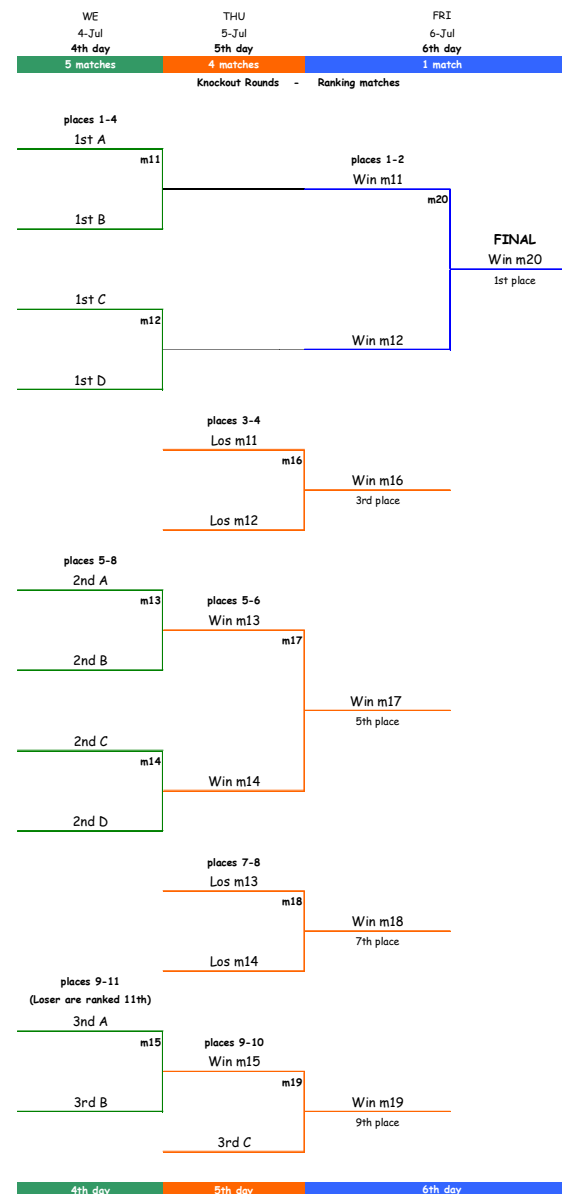 WE THU FRI
4-Jul 5-Jul 6-Jul
4th day 5th day 6th day
5 matches 4 matches 1 match
Knockout Rounds - Ranking matches
places 1-4
1st A
m11 places 1-2
Win m11
m20
1st B
FINAL
Win m20
1st place
1st C
m12
Win m12
1st D
places 3-4
Los m11
m16
Win m16
3rd place
Los m12
places 5-8
2nd A
m13 places 5-6
Win m13
m17
2nd B
Win m17
5th place
2nd C
m14
Win m14
2nd D
places 7-8
Los m13
m18
Win m18
7th place
Los m14
places 9-11
(Loser are ranked 11th)
3nd A
m15 places 9-10
Win m15
m19
3rd B Win m19
9th place
3rd C
4th day 5th day 6th day